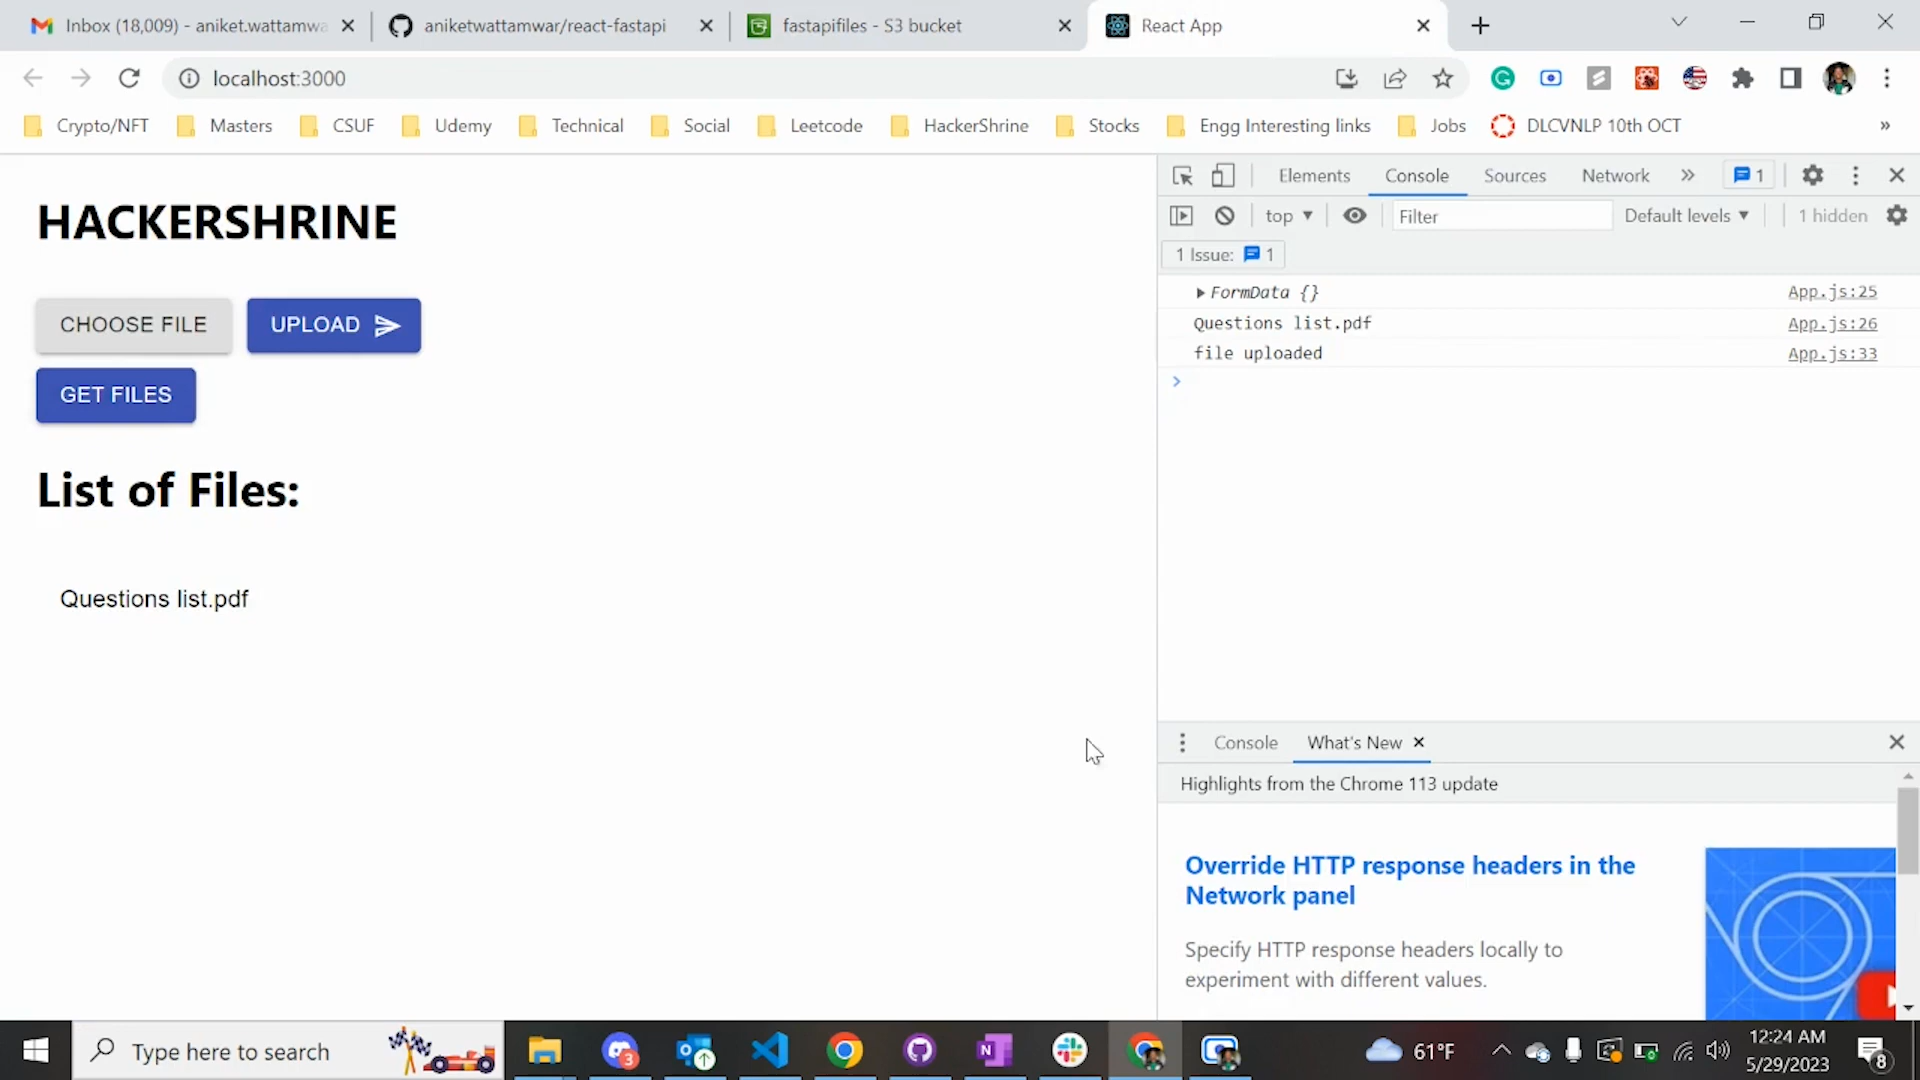 Inbox (18,009) - aniket.wattamwa
aniketwattamwar/react-fastapi
fastapifiles - S3 bucket
React App
localhost:3000
Crypto/NFT
Masters
CSUF
Udemy
Technical
Social
Leetcode
HackerShrine
Stocks
Engg Interesting links
Jobs
DLCVNLP 10th OCT
»
HACKERSHRINE
CHOOSE FILE
UPLOAD
GET FILES
List of Files:
Questions list.pdf
Elements
Console
Sources
Network
»
1
top
Filter
Default levels
1 hidden
1 Issue: 1
FormData {}
App.js:25
Questions list.pdf
App.js:26
file uploaded
App.js:33
Console
What's New
Highlights from the Chrome 113 update
Override HTTP response headers in the
Network panel
Specify HTTP response headers locally to
experiment with different values.
Type here to search
3
N
61°F
12:24 AM
5/29/2023
8